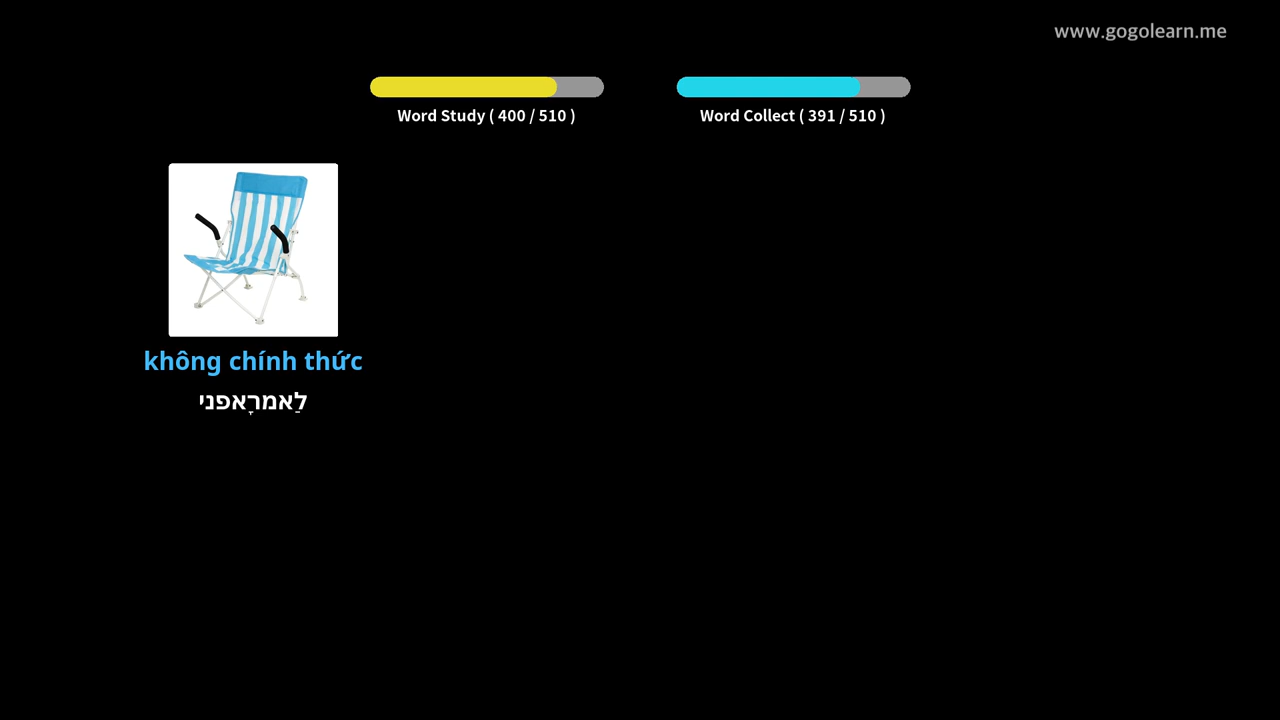 www.gogolearn.me
Word Study ( 400 / 510 )
Word Collect ( 391 / 510 )
không chính thức
לַאמרָאפני